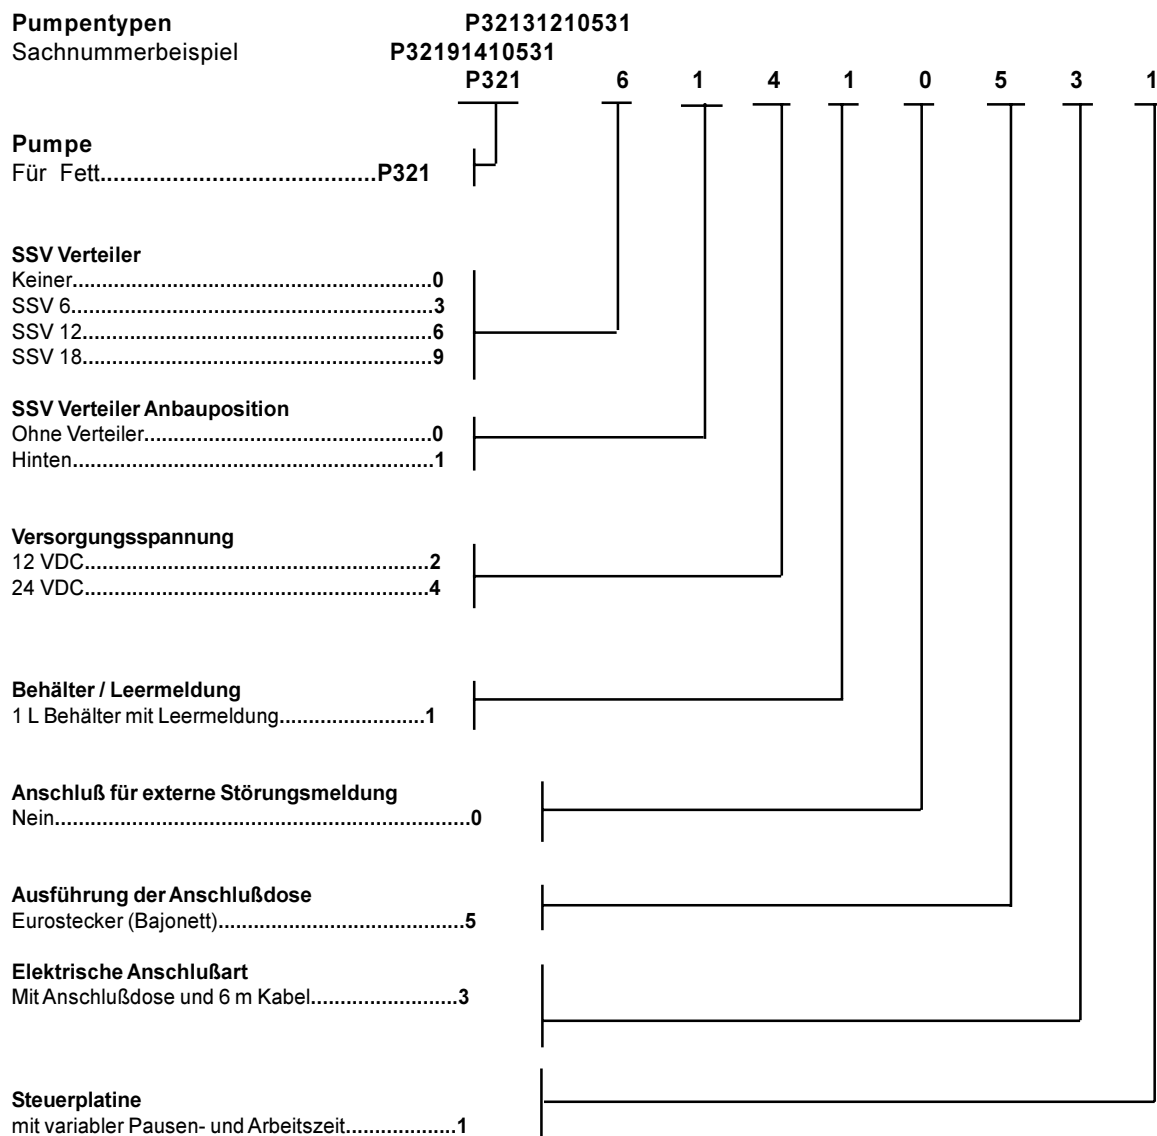 Pumpentypen P32131210531
Sachnummerbeispiel P32191410531
P321 6 1 4 1 0 5 3 1
Pumpe
Für Fett..........................................P321
SSV Verteiler
Keiner.............................................................0
SSV 6..............................................................3
SSV 12............................................................6
SSV 18............................................................9
SSV Verteiler Anbauposition
Ohne Verteiler.................................................0
Hinten..............................................................1
Versorgungsspannung
12 VDC...........................................................2
24 VDC...........................................................4
Behälter / Leermeldung
1 L Behälter mit Leermeldung.........................1
Anschluß für externe Störungsmeldung
Nein.......................................................................0
Ausführung der Anschlußdose
Eurostecker (Bajonett)..........................................5
Elektrische Anschlußart
Mit Anschlußdose und 6 m Kabel.........................3
Steuerplatine
mit variabler Pausen- und Arbeitszeit...................1